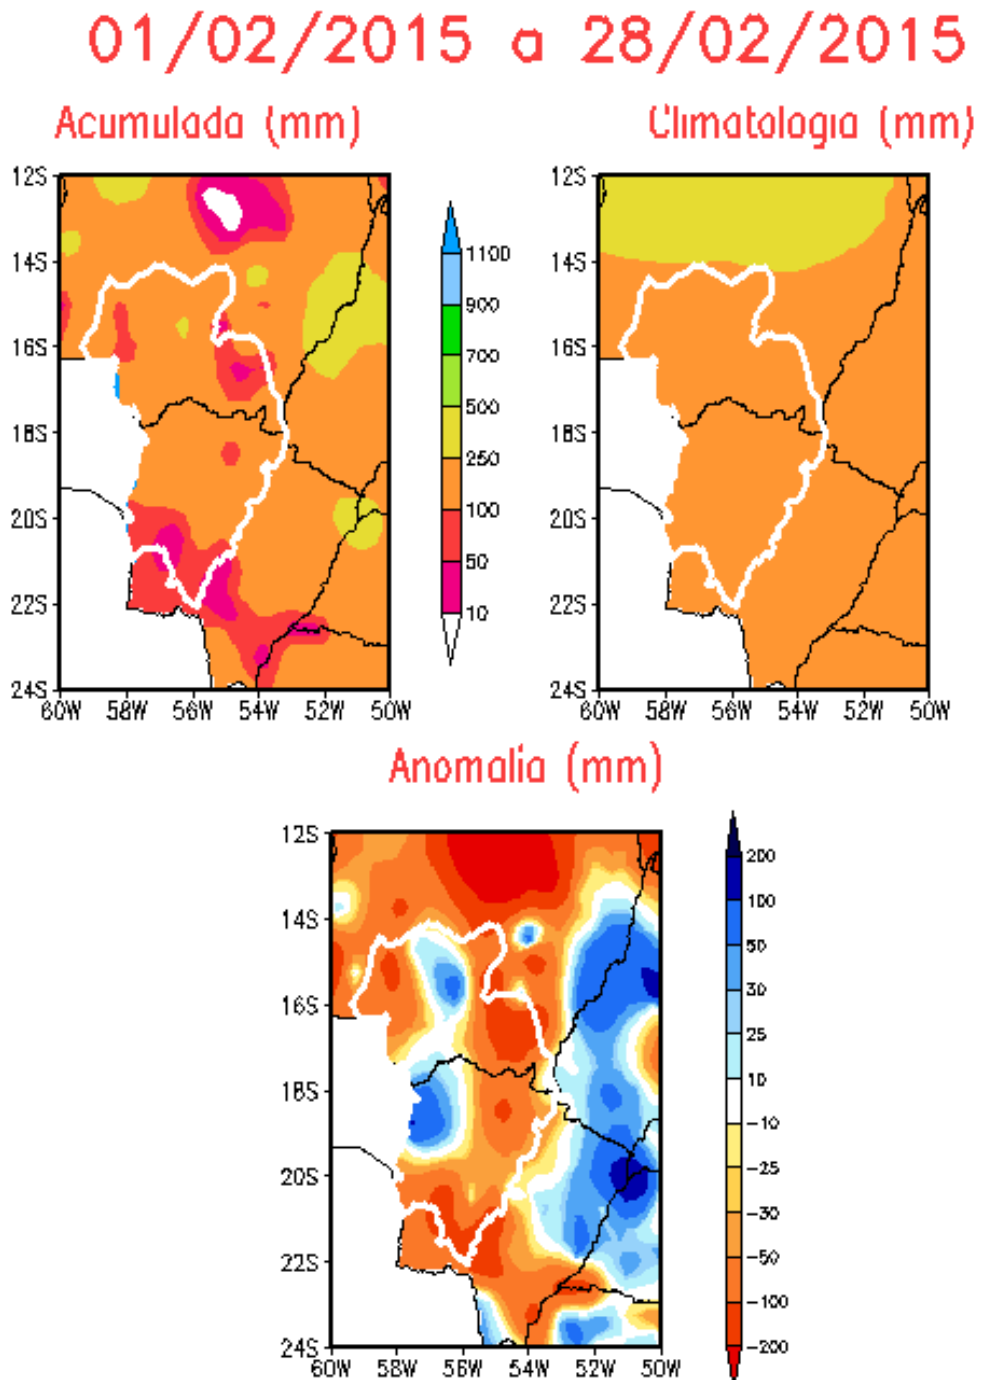 01/02/2015 a 28/02/2015
Acumulada (mm)
Climatologia (mm)
12S
14S
16S
18S
20S
22S
24S
60W 58W 56W 54W 52W 50W
1100
900
700
500
250
100
50
10
12S
14S
16S
18S
20S
22S
24S
60W 58W 56W 54W 52W 50W
Anomalia (mm)
12S
14S
16S
18S
20S
22S
24S
60W 58W 56W 54W 52W 50W
200
100
50
30
25
10
-10
-25
-30
-50
-100
-200